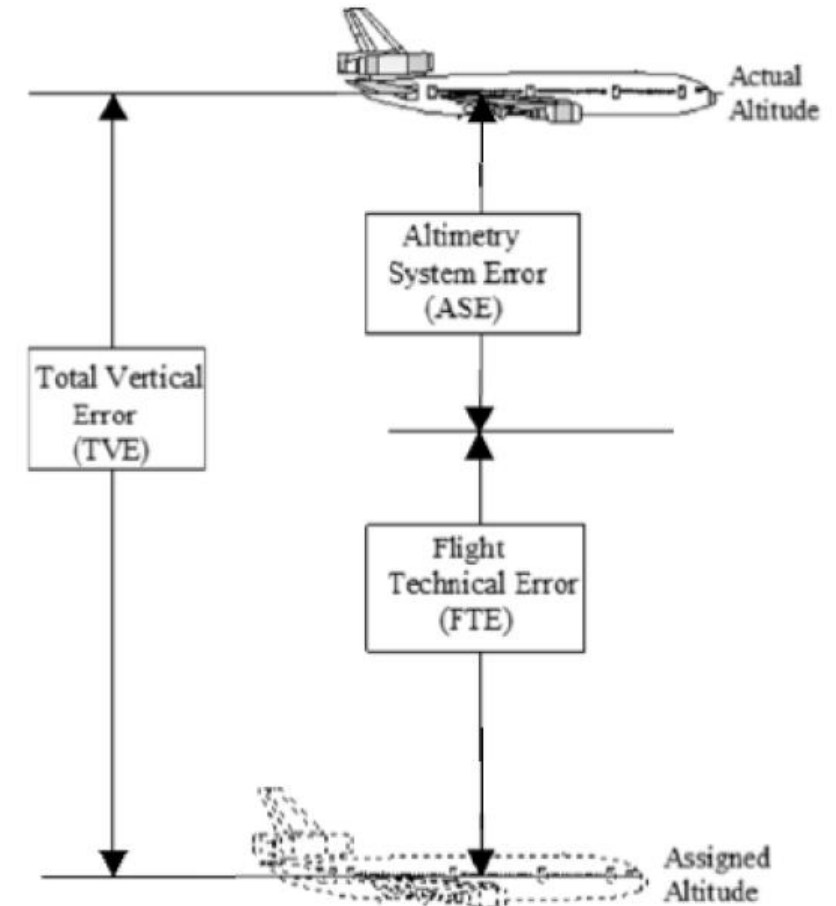 Actual
Altitude
Altimetry
System Error
(ASE)
Total Vertical
Error
(TVE)
Flight
Technical Error
(FTE)
Assigned
Altitude